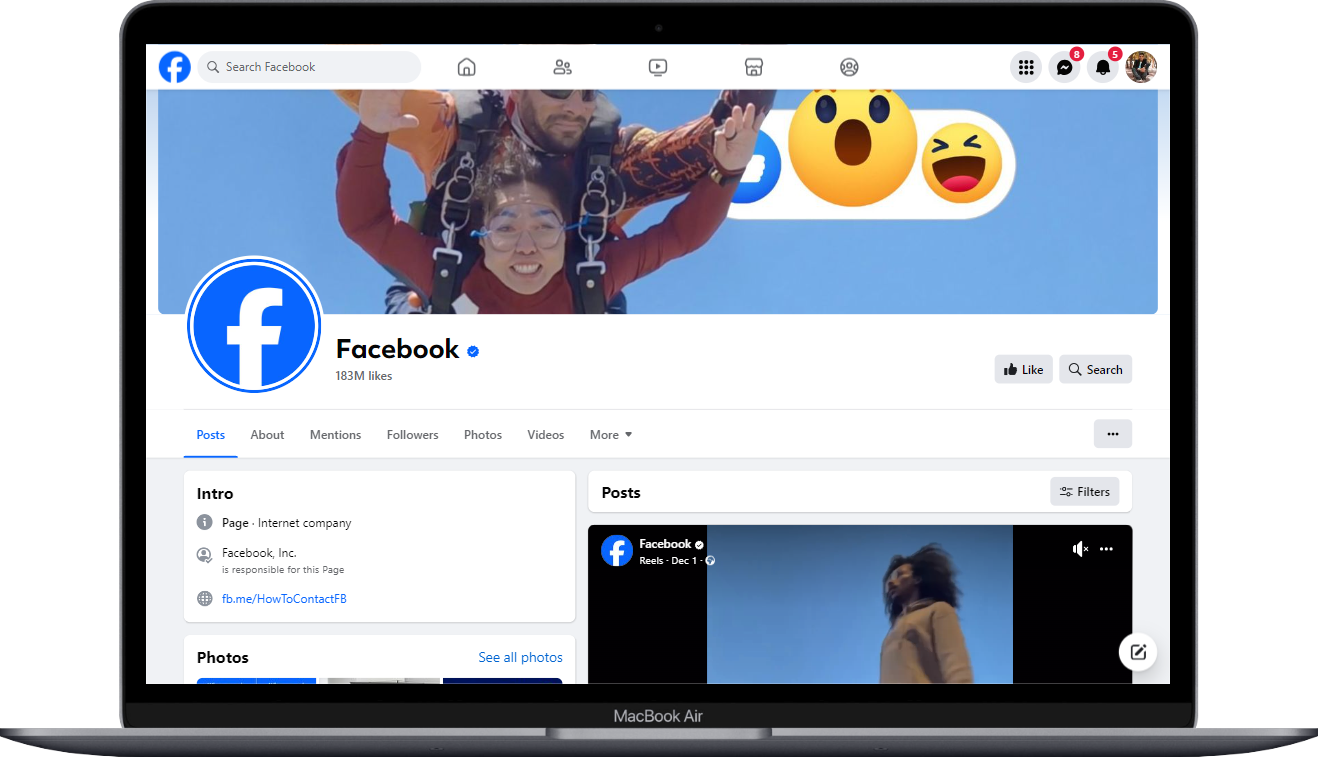 Search Facebook
8
5
Facebook
183M likes
Like
Search
Posts
About
Mentions
Followers
Photos
Videos
More
Intro
Page · Internet company
Facebook, Inc.
is responsible for this Page
fb.me/HowToContactFB
Photos
See all photos
Posts
Filters
Facebook
Reels · Dec 1 ·
MacBook Air